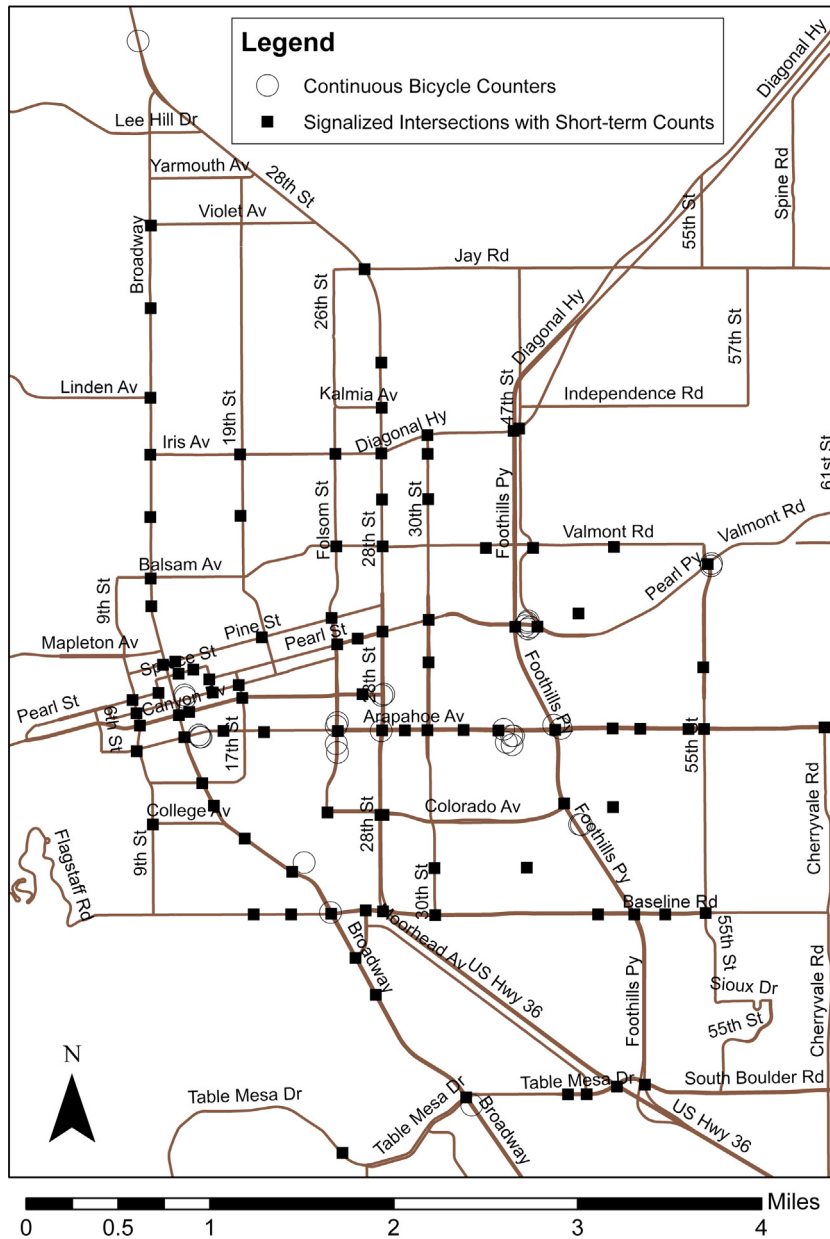 Legend
Continuous Bicycle Counters
Signalized Intersections with Short-term Counts
Diagonal Hy
Lee Hill Dr
Yarmouth Av
28th St
Violet Av
Spine Rd
55th St
Broadway
Jay Rd
26th St
19th St
Diagonal Hy
57th St
Linden Av
Kalmia Av
47th St
Independence Rd
Iris Av
Diagonal Hy
61st St
Folsom St
28th St
30th St
Foothills Py
Valmont Rd
Valmont Rd
Balsam Av
Pearl Py
9th St
Pine St
Mapleton Av
Pearl St
Spruce St
Foothills Py
28th St
Canyon Av
Pearl St
6th St
17th St
Arapahoe Av
55th St
College Av
28th St
Colorado Av
Foothills Py
Cherryvale Rd
Flagstaff Rd
9th St
30th St
Baseline Rd
Broadway
Moorhead Av
US Hwy 36
55th St
Foothills Py
Sioux Dr
55th St
Cherryvale Rd
N
Table Mesa Dr
Table Mesa Dr
Table Mesa Dr
Broadway
South Boulder Rd
US Hwy 36
Miles
0 0.5 1 2 3 4